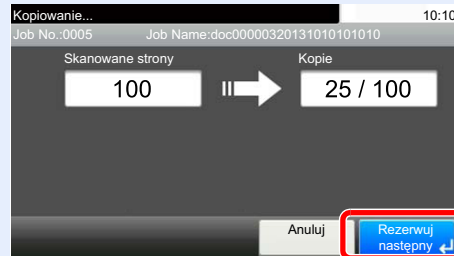 Kopiowanie... 10:10
Job No.:0005 Job Name:doc00000320131010101010
Skanowane strony Kopie
100 25 / 100
Anuluj Rezerwuj
następny